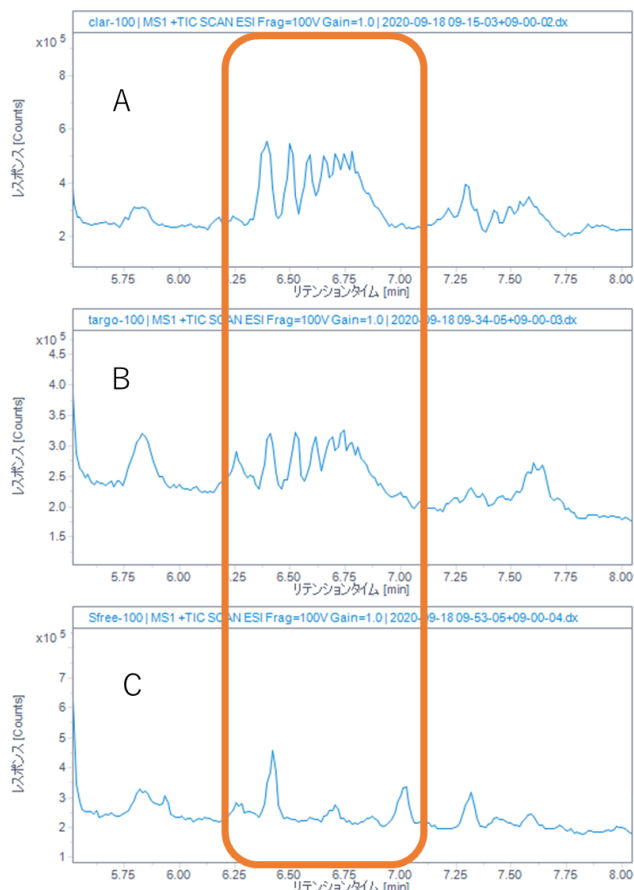 clar-100 | MS1 +TIC SCAN ESI Frag=100V Gain=1.0 | 2020-09-18 09-15-03+09-00-02.dx
x10 5
A
レスポンス [Counts]
8
6
4
2
5.75 6.00 6.25 6.50 6.75 7.00 7.25 7.50 7.75 8.00
リテンションタイム [min]
targo-100 | MS1 +TIC SCAN ESI Frag=100V Gain=1.0 | 2020-09-18 09-34-05+09-00-03.dx
x10 5
B
レスポンス [Counts]
4.5
4.0
3.5
3.0
2.5
2.0
1.5
5.75 6.00 6.25 6.50 6.75 7.00 7.25 7.50 7.75 8.00
リテンションタイム [min]
Sfree-100 | MS1 +TIC SCAN ESI Frag=100V Gain=1.0 | 2020-09-18 09-53-05+09-00-04.dx
x10 5
C
レスポンス [Counts]
7
6
5
4
3
2
1
5.75 6.00 6.25 6.50 6.75 7.00 7.25 7.50 7.75 8.00
リテンションタイム [min]